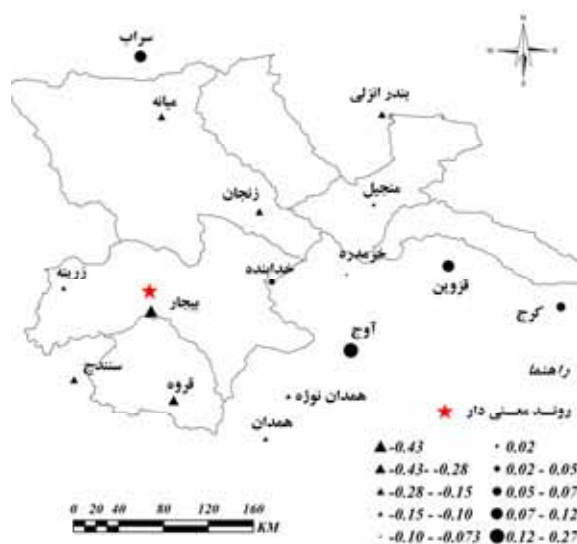 سراب
میانه
بندر انزلی
منجیل
زنجان
خرمدره
خدابنده
زرینه
بیجار
قزوین
کرج
آوج
سنندج
قروه
همدان نوژه
همدان
راهنما
روند معنی دار
-0.43
-0.43- -0.28
-0.28 - -0.15
-0.15 - -0.10
-0.10 - -0.073
0.02
0.02 - 0.05
0.05 - 0.07
0.07 - 0.12
0.12 - 0.27
0 20 40 80 120 160
KM